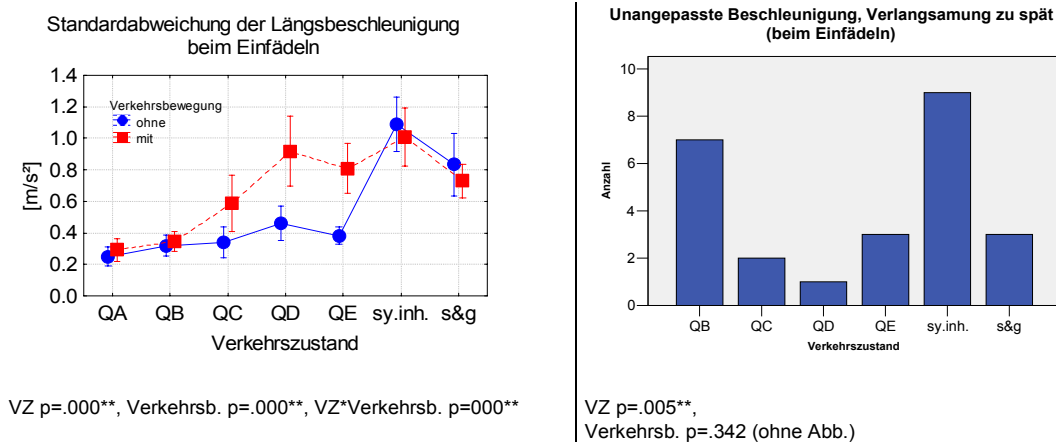 Standardabweichung der Längsbeschleunigung
beim Einfädeln
1.4
1.2
1.0
0.8
0.6
0.4
0.2
0.0
[m/s²]
Verkehrsbewegung
ohne
mit
QA QB QC QD QE sy.inh. s&g
Verkehrszustand
VZ p=.000**, Verkehrsb. p=.000**, VZ*Verkehrsb. p=000**
Unangepasste Beschleunigung, Verlangsamung zu spät
(beim Einfädeln)
10
8
6
4
2
0
Anzahl
QB QC QD QE sy.inh. s&g
Verkehrszustand
VZ p=.005**,
Verkehrsb. p=.342 (ohne Abb.)